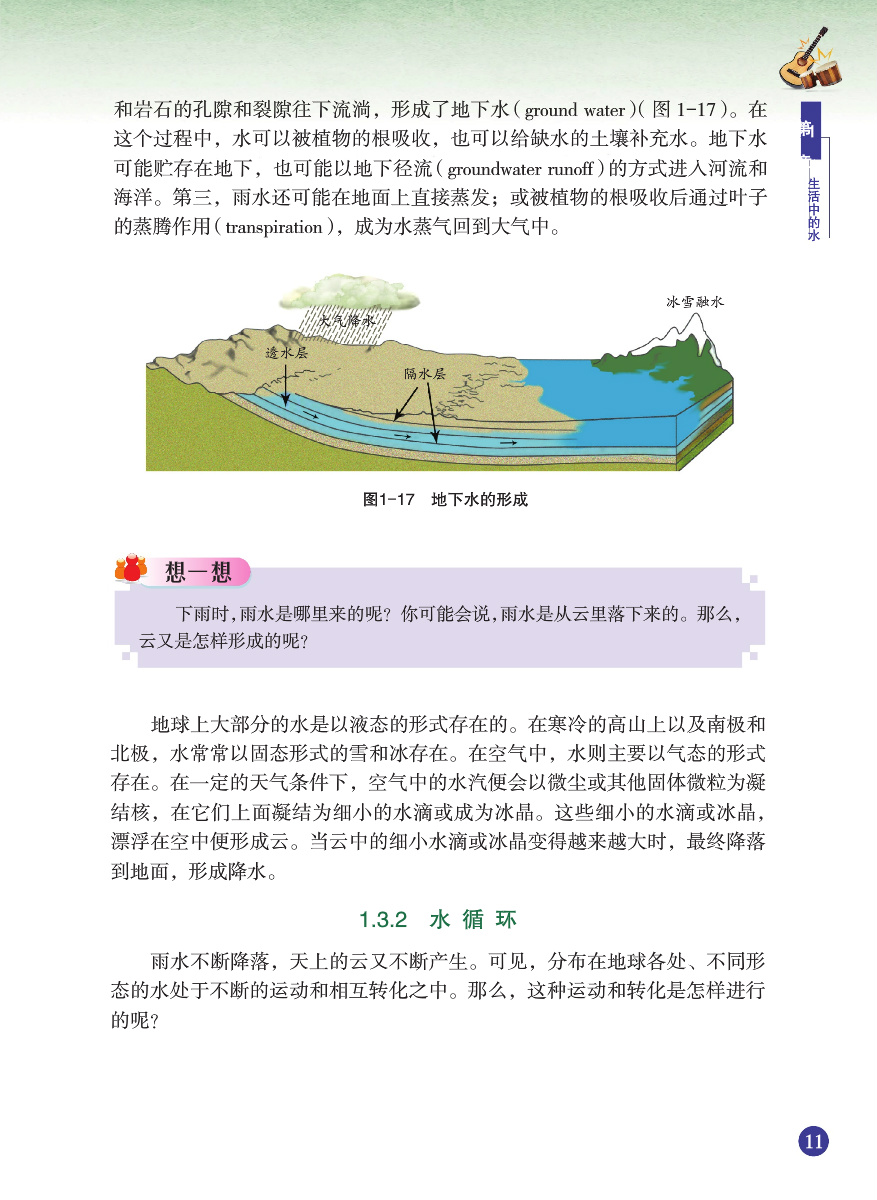 和岩石的孔隙和裂隙往下流淌，形成了地下水（ground water）（图 1-17）。在
这个过程中，水可以被植物的根吸收，也可以给缺水的土壤补充水。地下水
可能贮存在地下，也可能以地下径流（groundwater runoff）的方式进入河流和
海洋。第三，雨水还可能在地面上直接蒸发；或被植物的根吸收后通过叶子
的蒸腾作用（transpiration），成为水蒸气回到大气中。
生活中的水
冰雪融水
大气降水
透水层
隔水层
图1-17 地下水的形成
想一想
下雨时，雨水是哪里来的呢？你可能会说，雨水是从云里落下来的。那么，
云又是怎样形成的呢？
地球上大部分的水是以液态的形式存在的。在寒冷的高山上以及南极和
北极，水常常以固态形式的雪和冰存在。在空气中，水则主要以气态的形式
存在。在一定的天气条件下，空气中的水汽便会以微尘或其他固体微粒为凝
结核，在它们上面凝结为细小的水滴或成为冰晶。这些细小的水滴或冰晶，
漂浮在空中便形成云。当云中的细小水滴或冰晶变得越来越大时，最终降落
到地面，形成降水。
1.3.2 水 循 环
雨水不断降落，天上的云又不断产生。可见，分布在地球各处、不同形
态的水处于不断的运动和相互转化之中。那么，这种运动和转化是怎样进行
的呢？
11